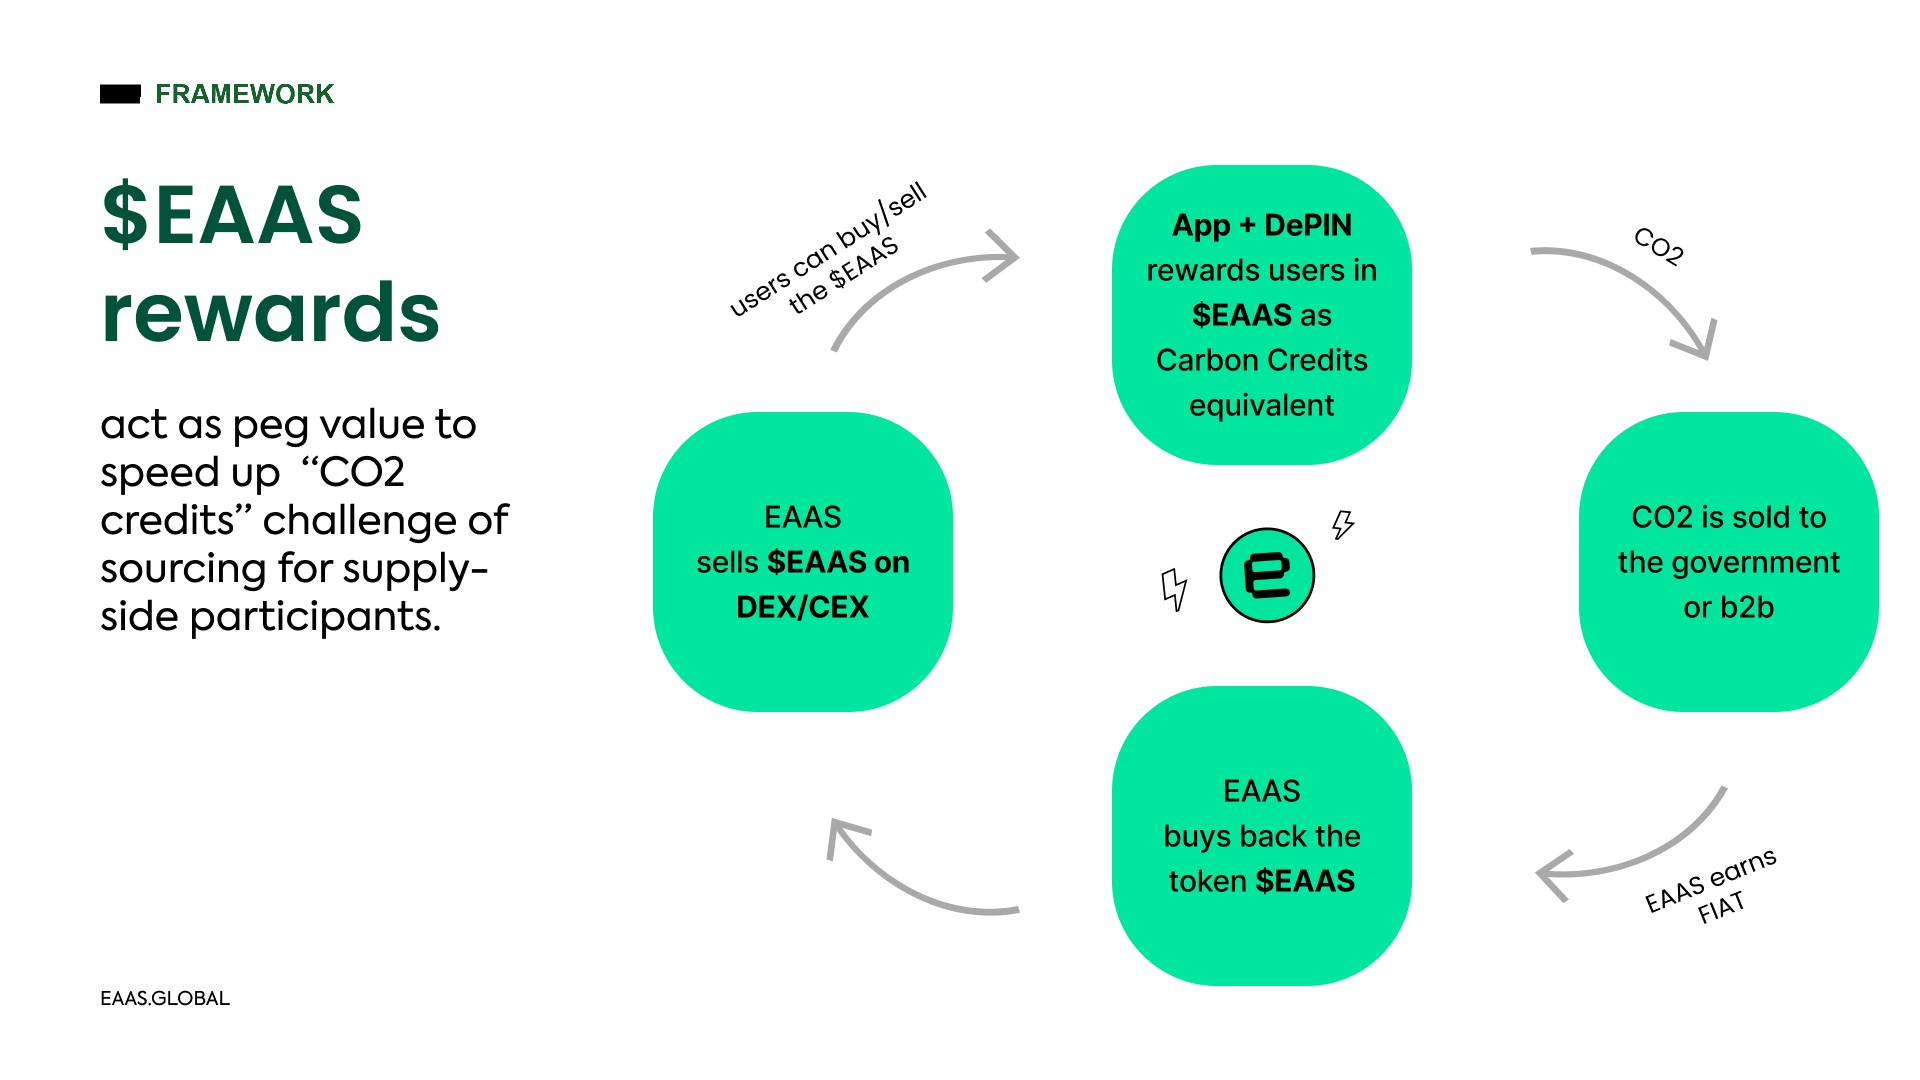 FRAMEWORK
$EAAS
rewards
act as peg value to
speed up “CO2
credits” challenge of
sourcing for supply-
side participants.
users can buy/sell
the $EAAS
App + DePIN
rewards users in
$EAAS as
Carbon Credits
equivalent
CO2
EAAS
sells $EAAS on
DEX/CEX
CO2 is sold to
the government
or b2b
EAAS
buys back the
token $EAAS
EAAS earns
FIAT
EAAS.GLOBAL